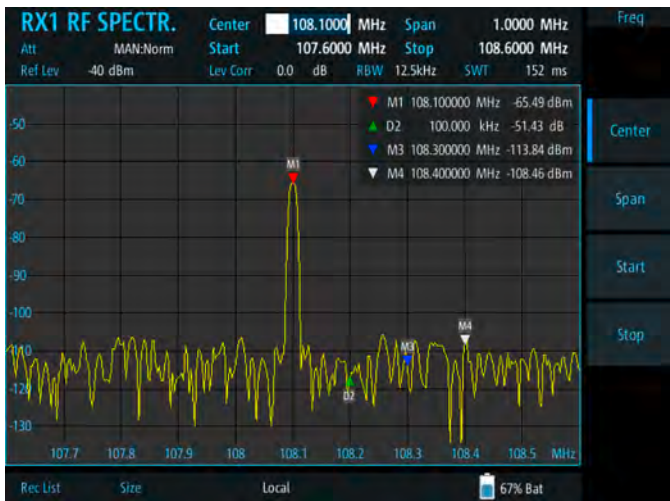 RX1 RF SPECTR. Center 108.1000 MHz Span 1.0000 MHz Freq
Att MAN:Norm Start 107.6000 MHz Stop 108.6000 MHz
Ref Lev -40 dBm Lev Corr 0.0 dB RBW 12.5kHz SWT 152 ms
M1 108.100000 MHz -65.49 dBm
D2 100.000 kHz -51.43 dB
M3 108.300000 MHz -113.84 dBm
M4 108.400000 MHz -108.46 dBm
-50
-60
M1
-70
-80
-90
-100
M4
-110
M3
-120
D2
-130
107.7 107.8 107.9 108 108.1 108.2 108.3 108.4 108.5 MHz
Center
Span
Start
Stop
Rec List Size Local 67% Bat